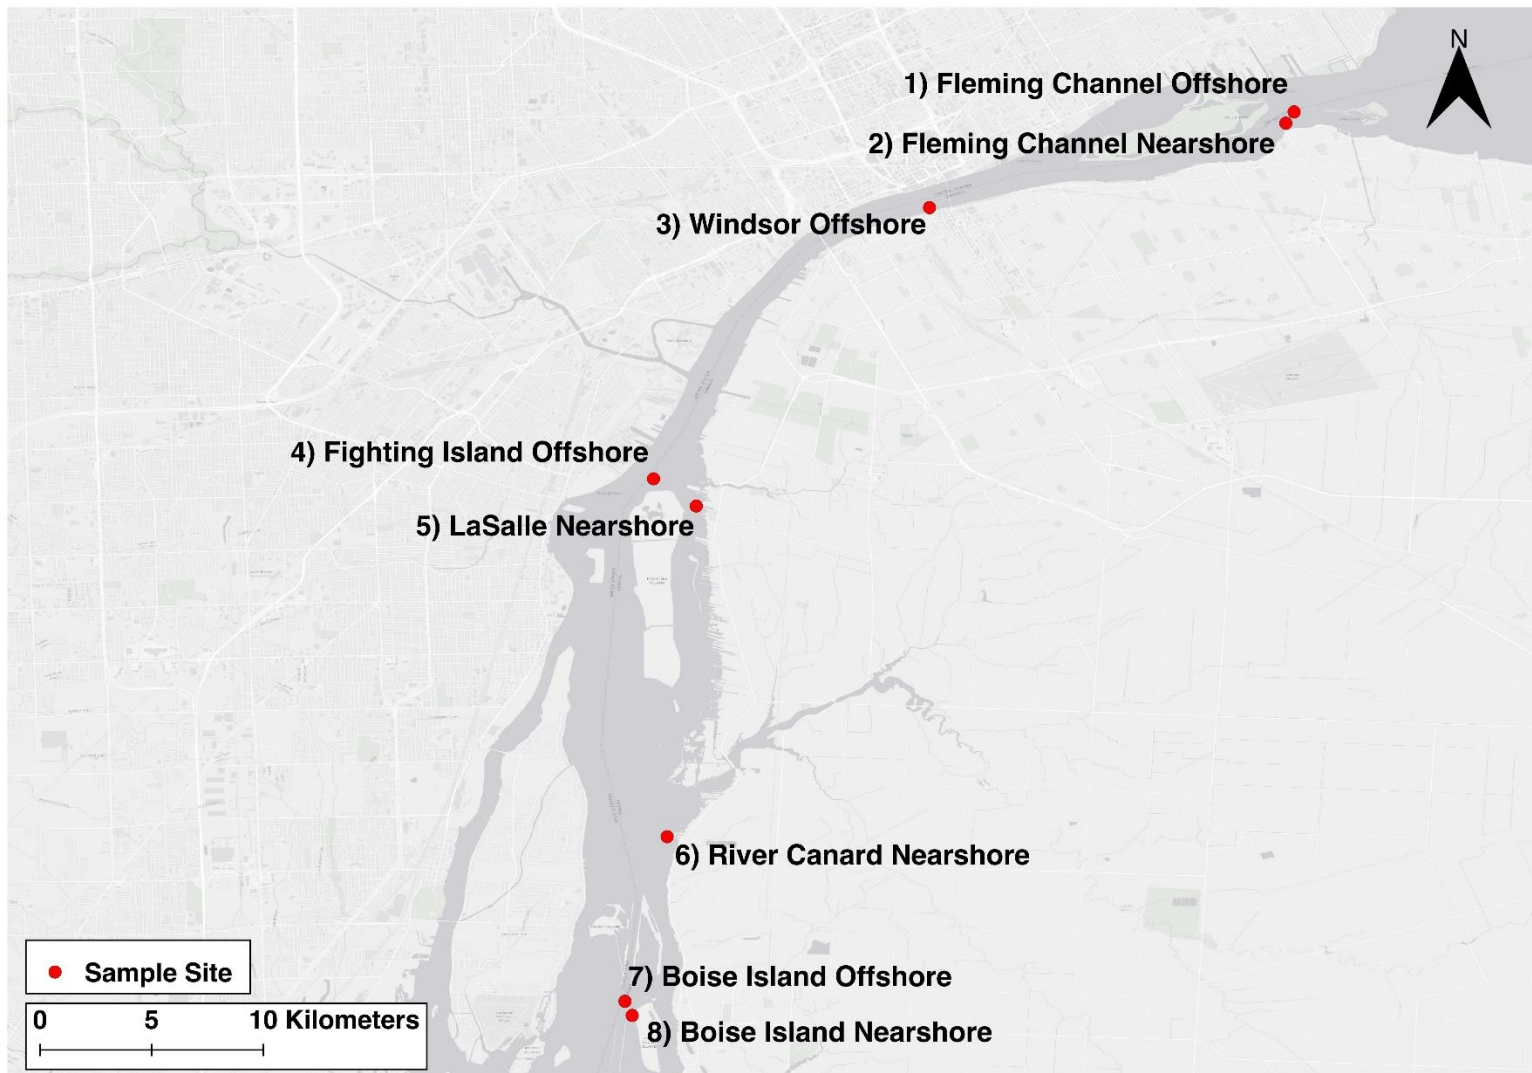 N
1) Fleming Channel Offshore
2) Fleming Channel Nearshore
3) Windsor Offshore
4) Fighting Island Offshore
5) LaSalle Nearshore
6) River Canard Nearshore
7) Boise Island Offshore
8) Boise Island Nearshore
Sample Site
0 5 10 Kilometers